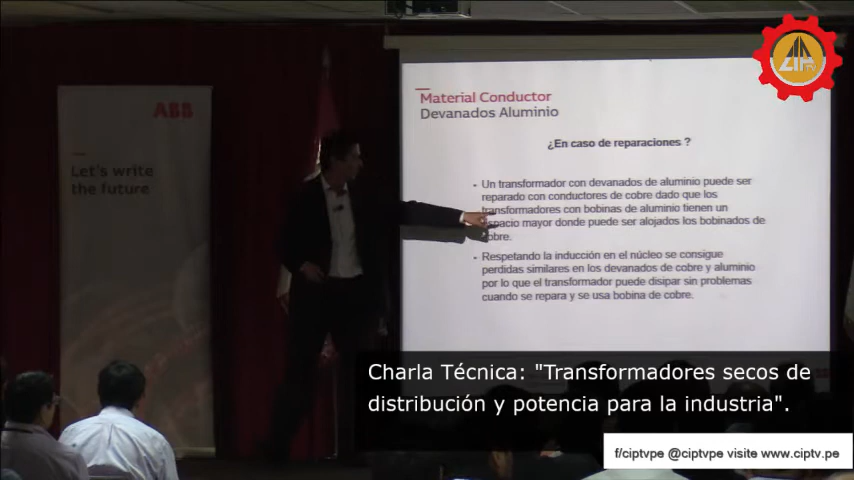 ABB
Let's write
the future
Material Conductor
Devanados Aluminio
¿En caso de reparaciones ?
• Un transformador con devanados de aluminio puede ser
reparado con conductores de cobre dado que los
transformadores con bobinas de aluminio tienen un
espacio mayor donde puede ser alojados los bobinados de
cobre.
• Respetando la inducción en el núcleo se consigue
perdidas similares en los devanados de cobre y aluminio
por lo que el transformador puede disipar sin problemas
cuando se repara y se usa bobina de cobre.
Charla Técnica: "Transformadores secos de
distribución y potencia para la industria".
f/ciptvpe @ciptvpe visite www.ciptv.pe